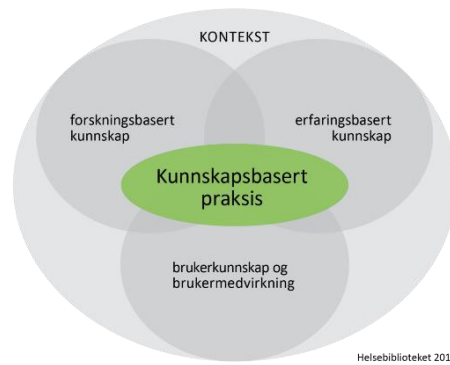 KONTEKST
forskningsbasert
kunnskap
erfaringsbasert
kunnskap
Kunnskapsbasert
praksis
brukerkunnskap og
brukermedvirkning
Helsebiblioteket 201